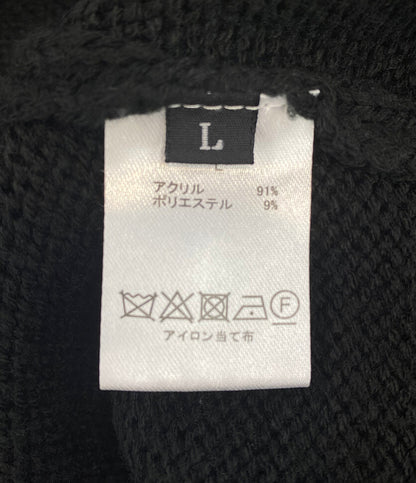 L
L
アクリル 91%
ポリエステル 9%
F
アイロン当て布